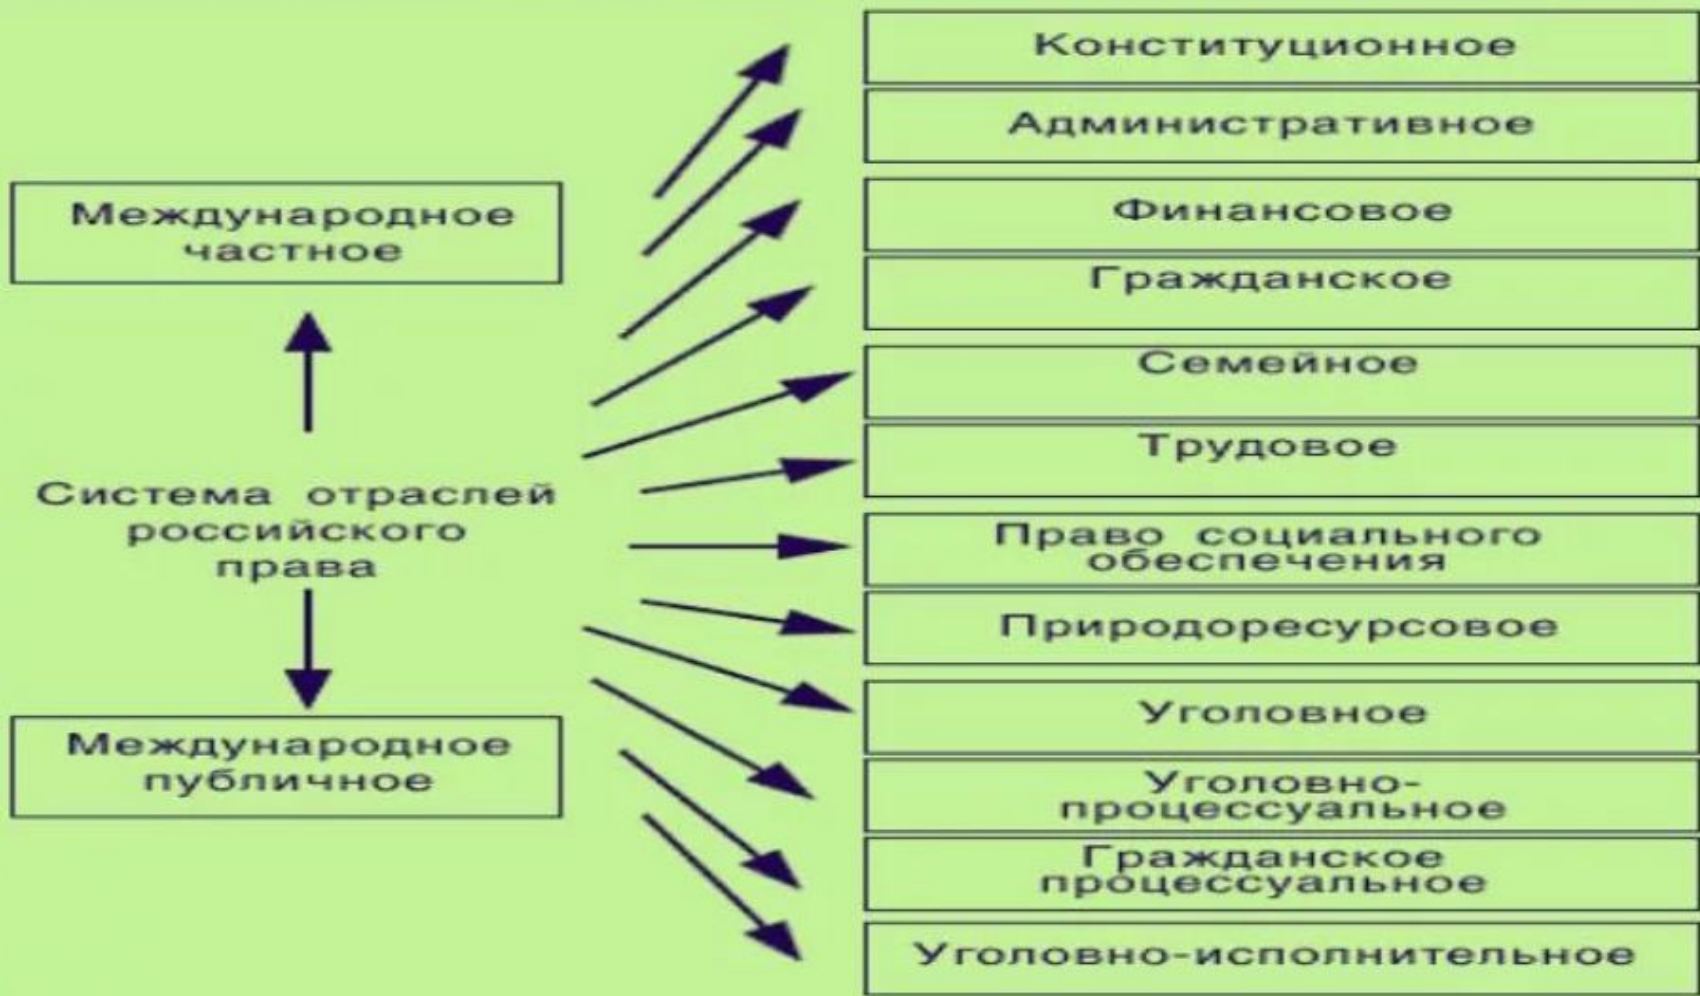 Международное
частное
Система отраслей
российского
права
Международное
публичное
Конституционное
Административное
Финансовое
Гражданское
Семейное
Трудовое
Право социального
обеспечения
Природоресурсовое
Уголовное
Уголовно-
процессуальное
Гражданское
процессуальное
Уголовно-исполнительное